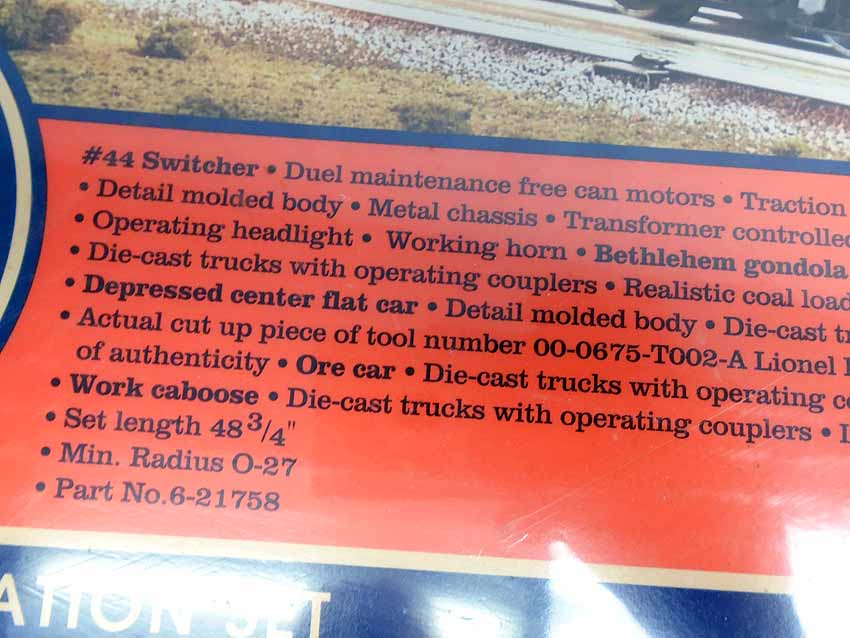 #44 Switcher • Duel maintenance free can motors • Traction
• Detail molded body • Metal chassis • Transformer controlled
• Operating headlight • Working horn • Bethlehem gondola
• Die-cast trucks with operating couplers • Realistic coal load
• Depressed center flat car • Detail molded body • Die-cast
• Actual cut up piece of tool number 00-0675-T002-A Lionel
of authenticity • Ore car • Die-cast trucks with operating
• Work caboose • Die-cast trucks with operating couplers •
• Set length 48 3/4"
• Min. Radius O-27
• Part No.6-21758
ATION SET